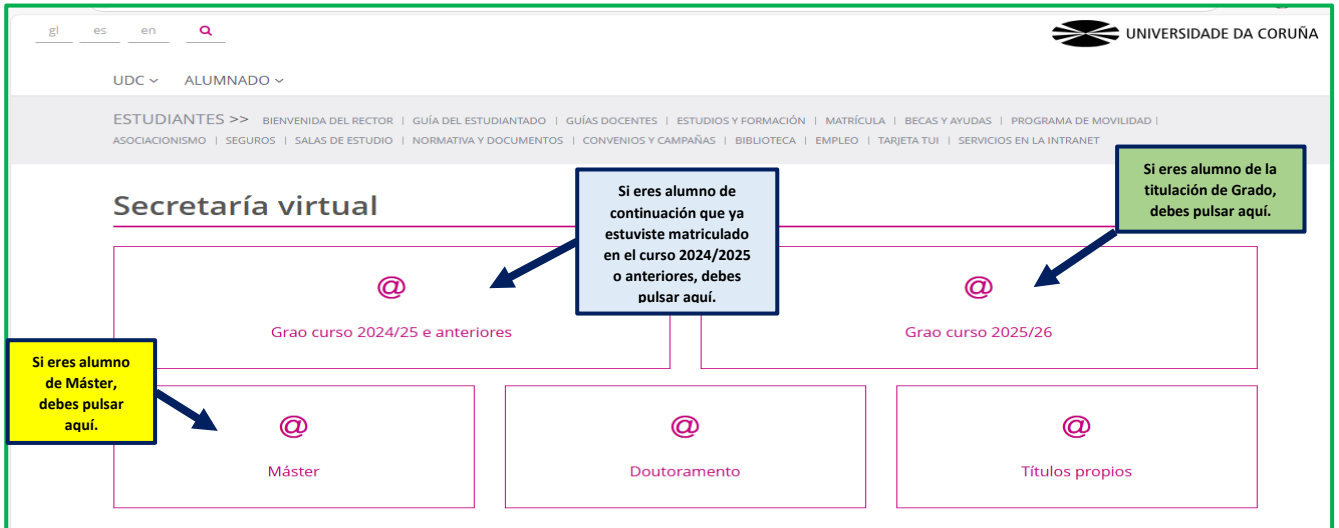 gl es en
UNIVERSIDADE DA CORUÑA
UDC ALUMNADO
ESTUDIANTES >> BIENVENIDA DEL RECTOR | GUÍA DEL ESTUDIANTADO | GUÍAS DOCENTES | ESTUDIOS Y FORMACIÓN | MATRÍCULA | BECAS Y AYUDAS | PROGRAMA DE MOVILIDAD |
ASOCIACIONISMO | SEGUROS | SALAS DE ESTUDIO | NORMATIVA Y DOCUMENTOS | CONVENIOS Y CAMPAÑAS | BIBLIOTECA | EMPLEO | TARJETA TUI | SERVICIOS EN LA INTRANET
Secretaría virtual
Si eres alumno de
continuación que ya
estuviste matriculado
en el curso 2024/2025
o anteriores, debes
pulsar aquí.
Si eres alumno de la
titulación de Grado,
debes pulsar aquí.
@
Grao curso 2024/25 e anteriores
@
Grao curso 2025/26
Si eres alumno
de Máster,
debes pulsar
aquí.
@
Máster
@
Doutoramento
@
Títulos propios